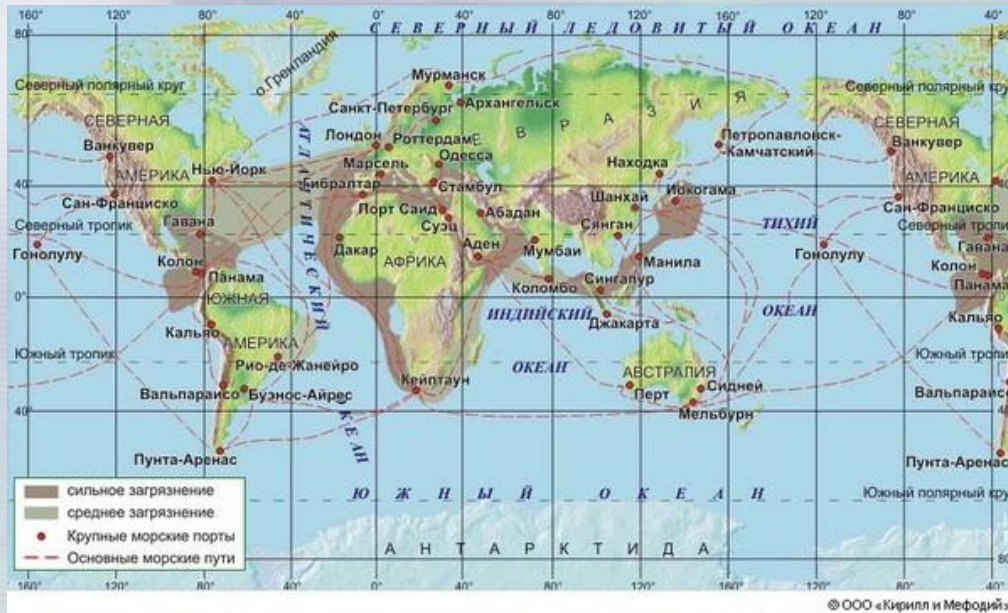 160° 120° 80° 40° 0° 40° 80° 120° 160° 120° 80° 40°
СЕВЕРНЫЙ ЛЕДОВИТЫЙ ОКЕАН
80°
80
о.Гренландия
Мурманск
Северный полярный круг
Северный полярный кру
Санкт-Петербург
Архангельск
ЕВРАЗИЯ
СЕВЕРНАЯ
СЕВЕРНАЯ
Лондон
Роттердам
Петропавловск-
Камчатский
Ванкувер
Ванкувер
Нью-Йорк
Марсель
Одесса
Находка
АМЕРИКА
АМЕРИКА
40°
40
Гибралтар
Стамбул
Шанхай
Иокогама
Сан-Франциско
Сан-Франциско
Порт Саид
Абадан
Северный тропик
Северный тропик
Гавана
Суэц
Сянган
ТИХИЙ
Гавана
Гонолулу
Дакар
Аден
Мумбаи
Гонолулу
АТЛАНТИЧЕСКИЙ
ОКЕАН
Колон
АФРИКА
Манила
Колон
Панама
Коломбо
Сингапур
Панама
0°
0
ЮЖНАЯ
ИНДИЙСКИЙ
ОКЕАН
Кальяо
Джакарта
Кальяо
АМЕРИКА
Южный тропик
Южный тропи
Рио-де-Жанейро
ОКЕАН
АВСТРАЛИЯ
Кейптаун
Вальпараисо
Буэнос-Айрес
Перт
Сидней
Вальпараисо
40°
40
Мельбурн
Пунта-Аренас
Пунта-Аренас
ЮЖНЫЙ ОКЕАН
Южный полярный кру
сильное загрязнение
среднее загрязнение
Крупные морские порты
Основные морские пути
АНТАРКТИДА
80
160° 120° 80° 40° 0° 40° 80° 120° 160° 120° 80° 40°
© ООО «Кирилл и Мефодий»